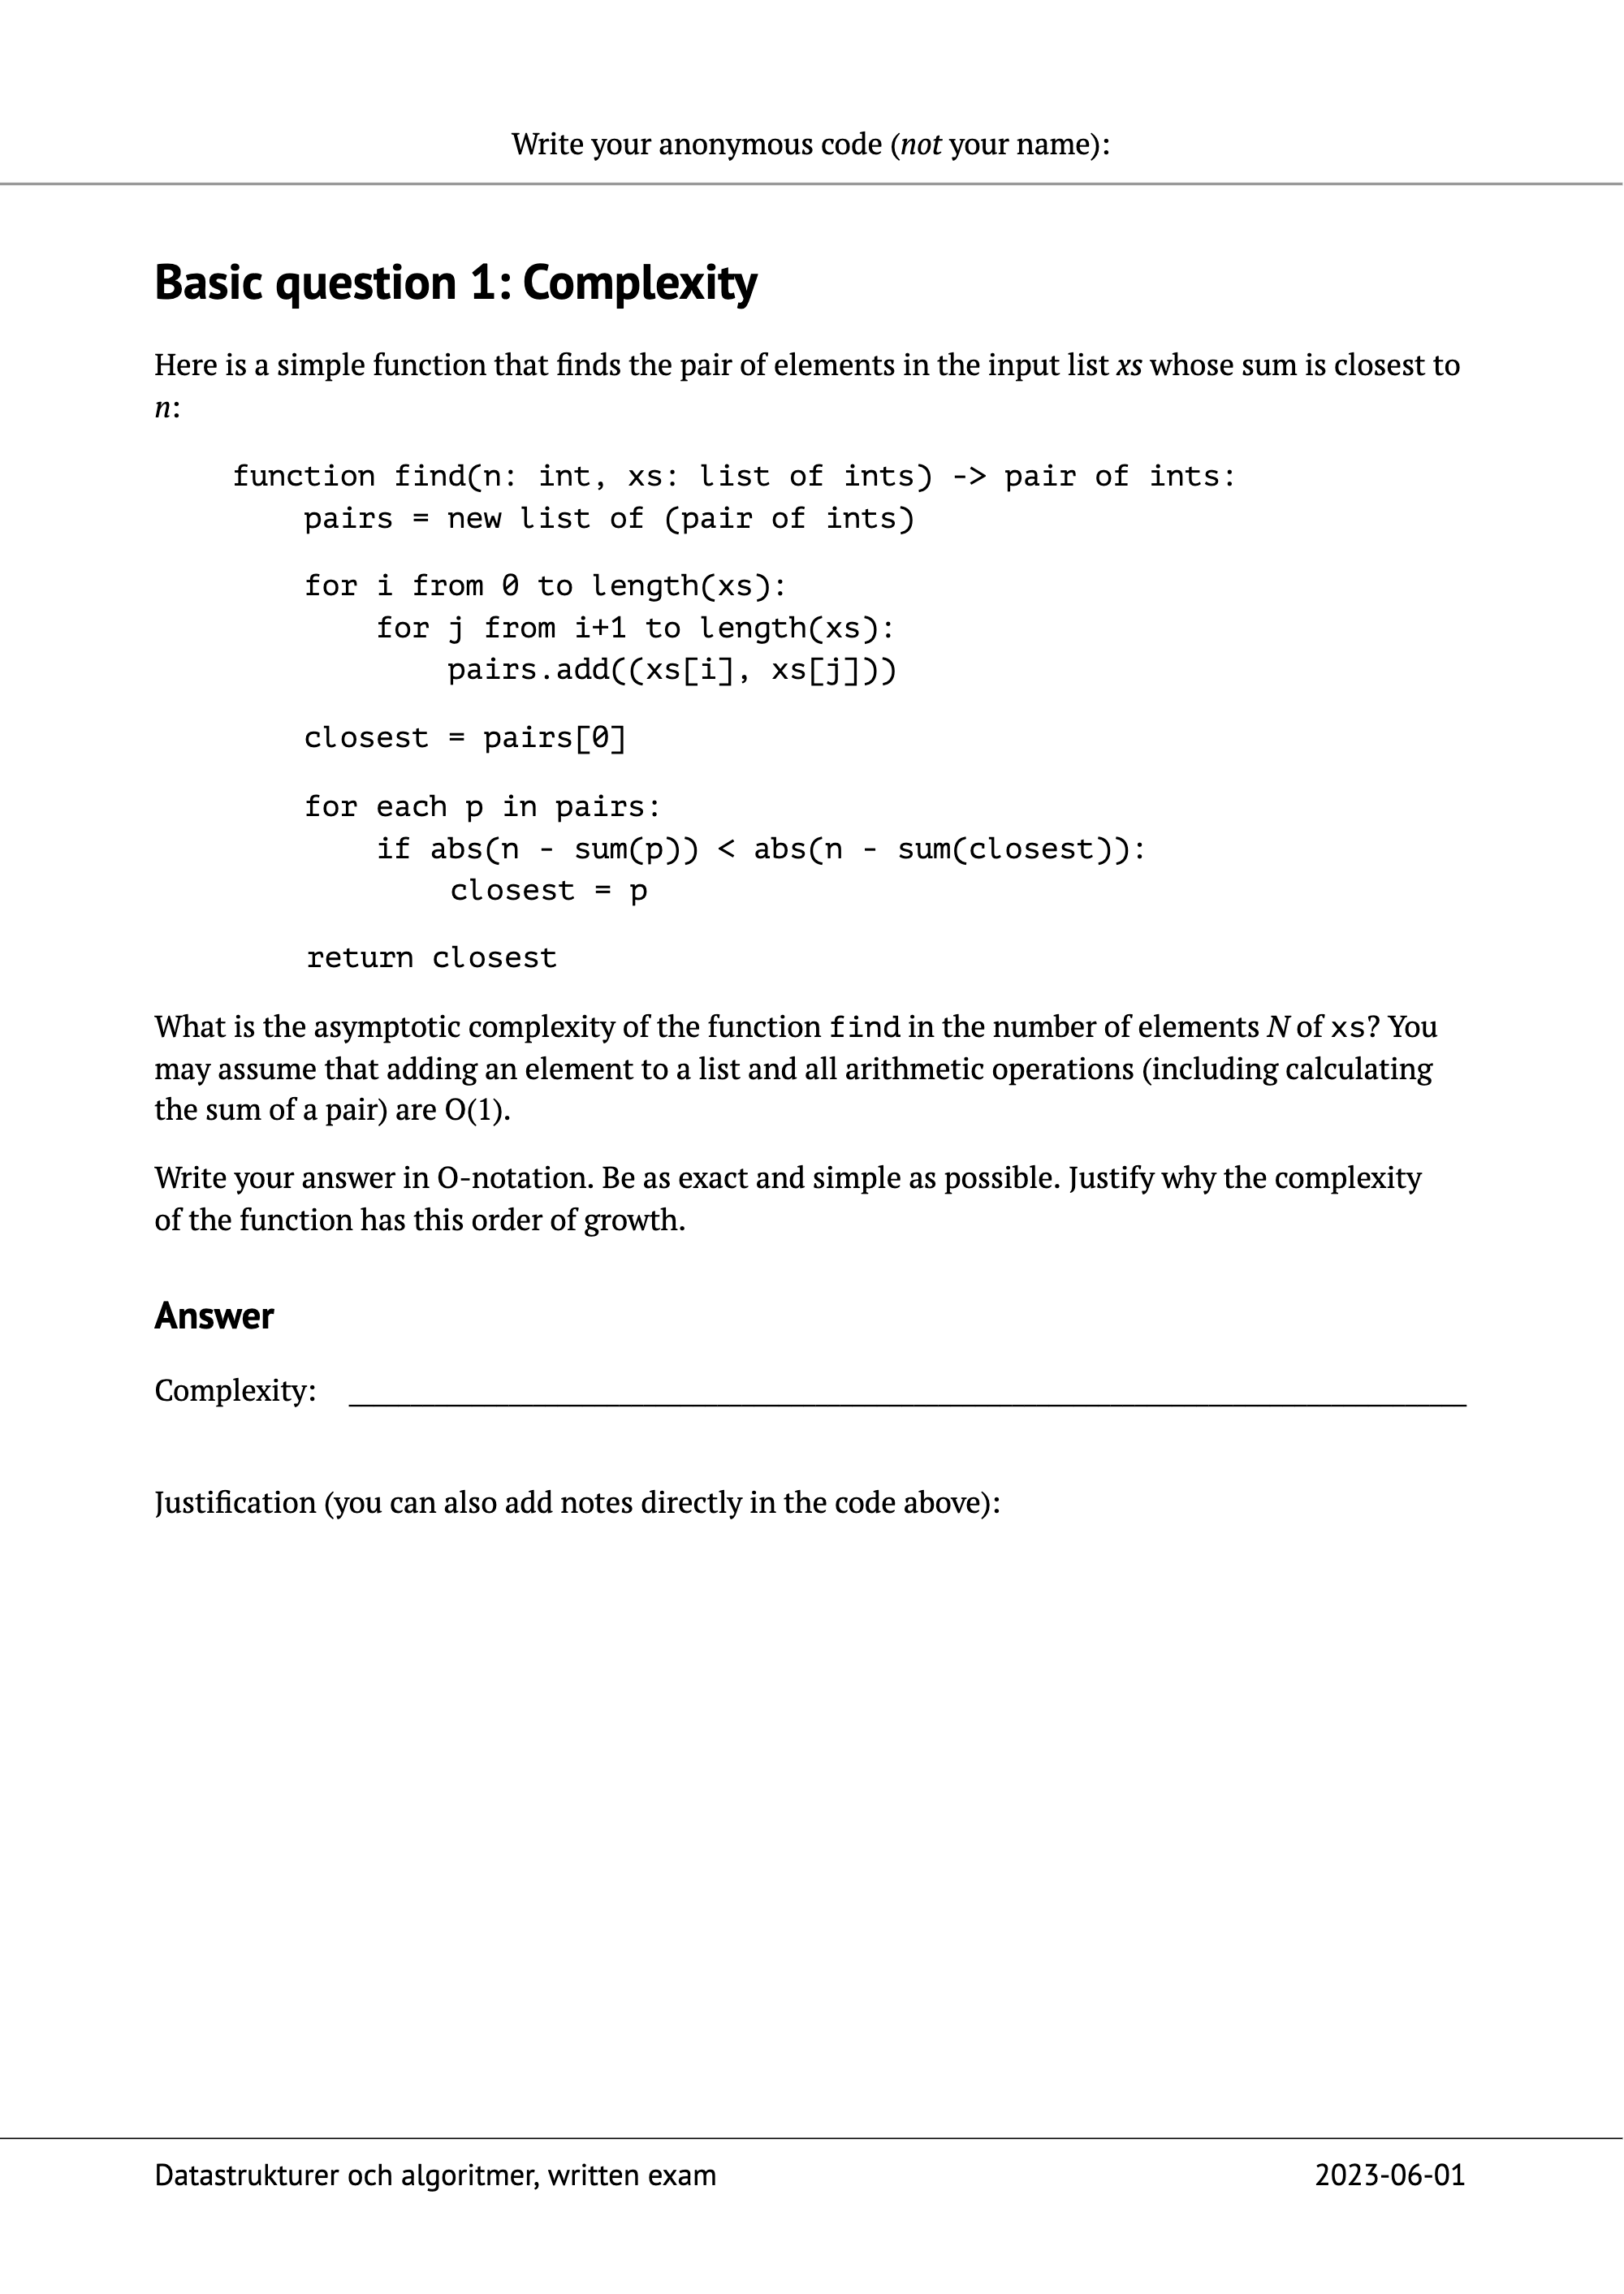 Write your anonymous code (not your name):
Basic question 1: Complexity
Here is a simple function that finds the pair of elements in the input list xs whose sum is closest to
n:
function find(n: int, xs: list of ints) -> pair of ints:
    pairs = new list of (pair of ints)
    for i from 0 to length(xs):
        for j from i+1 to length(xs):
            pairs.add((xs[i], xs[j]))
    closest = pairs[0]
    for each p in pairs:
        if abs(n - sum(p)) < abs(n - sum(closest)):
            closest = p
    return closest
What is the asymptotic complexity of the function find in the number of elements N of xs? You
may assume that adding an element to a list and all arithmetic operations (including calculating
the sum of a pair) are O(1).
Write your answer in O-notation. Be as exact and simple as possible. Justify why the complexity
of the function has this order of growth.
Answer
Complexity:
Justification (you can also add notes directly in the code above):
Datastrukturer och algoritmer, written exam 2023-06-01